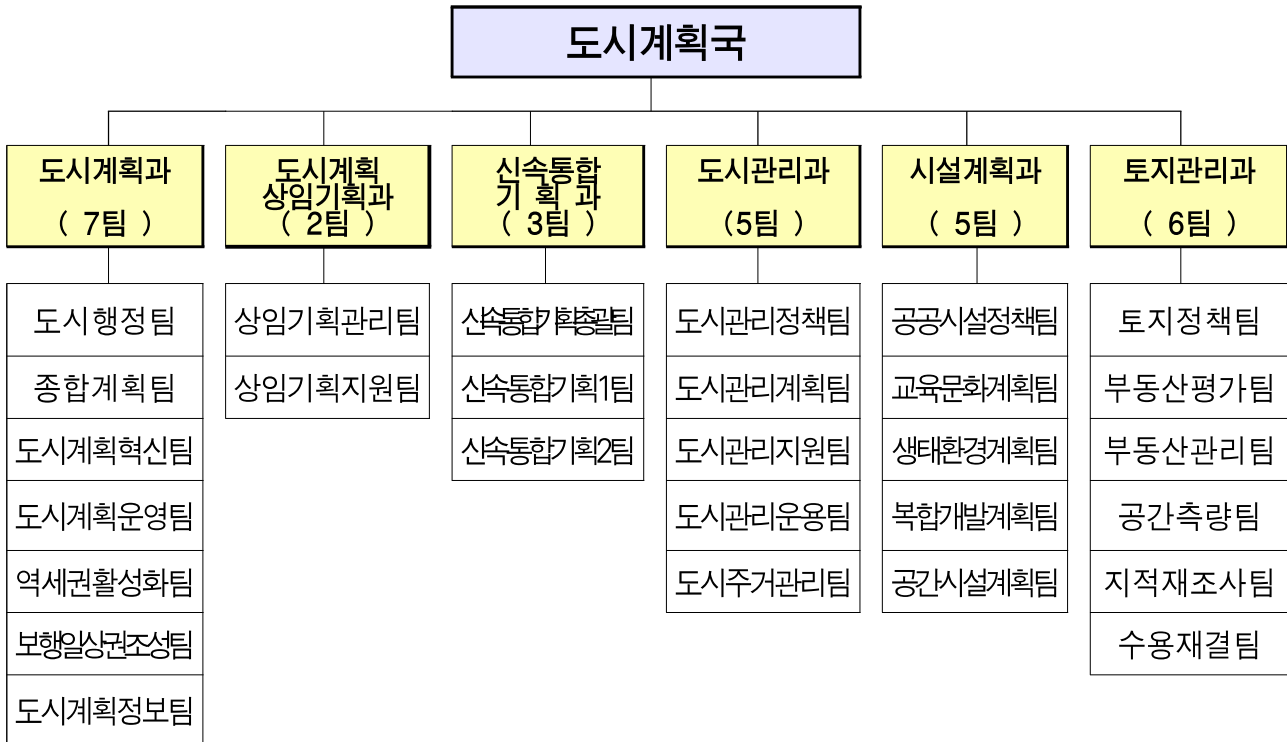 도시계획국
도시계획과
( 7팀 )
도시계획
상임기획과
( 2팀 )
신속통합
기 획 과
( 3팀 )
도시관리과
(5팀 )
시설계획과
( 5팀 )
토지관리과
( 6팀 )
도시행정팀
종합계획팀
도시계획혁신팀
도시계획운영팀
역세권활성화팀
보행일상권조성팀
도시계획정보팀
상임기획관리팀
상임기획지원팀
신속통합기획총괄팀
신속통합기획1팀
신속통합기획2팀
도시관리정책팀
도시관리계획팀
도시관리지원팀
도시관리운용팀
도시주거관리팀
공공시설정책팀
교육문화계획팀
생태환경계획팀
복합개발계획팀
공간시설계획팀
토지정책팀
부동산평가팀
부동산관리팀
공간측량팀
지적재조사팀
수용재결팀